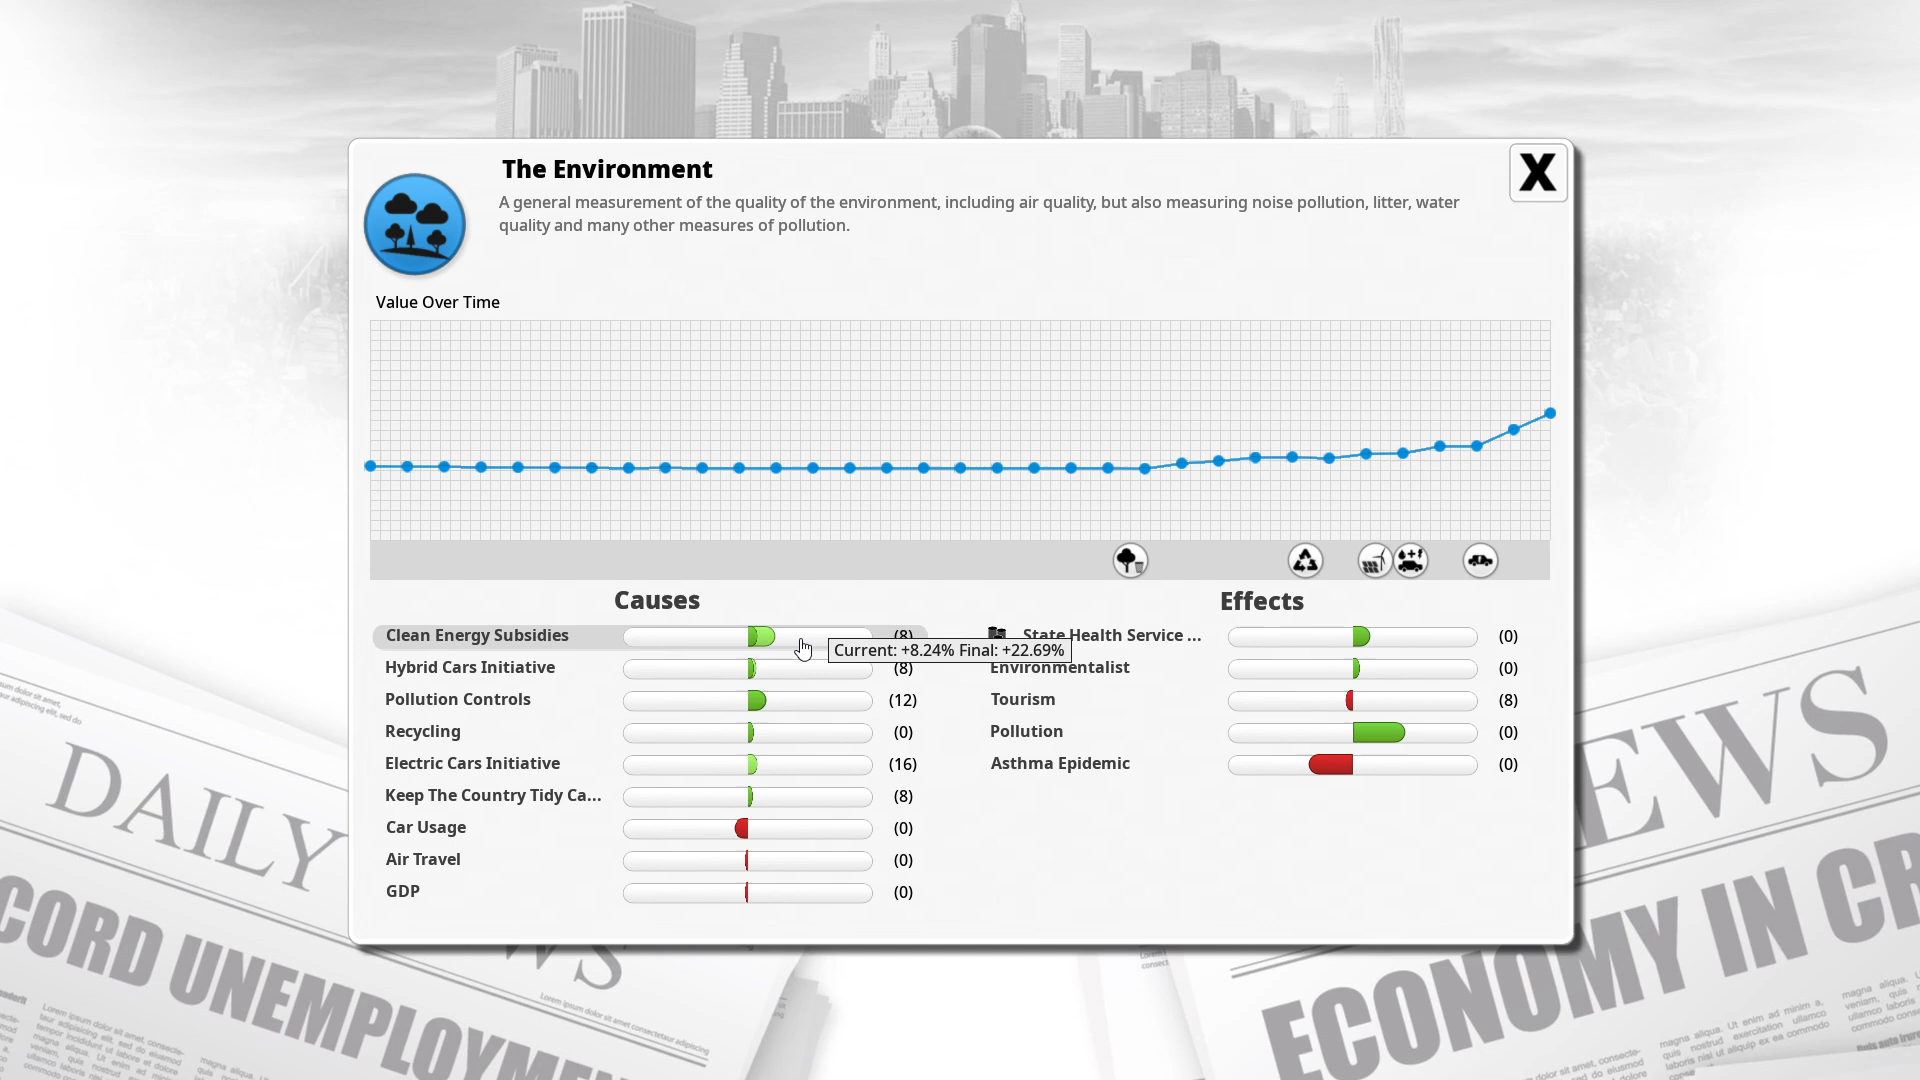 The Environment
X
A general measurement of the quality of the environment, including air quality, but also measuring noise pollution, litter, water
quality and many other measures of pollution.
Value Over Time
Causes
Effects
Clean Energy Subsidies (8)
Current: +8.24% Final: +22.69%
Hybrid Cars Initiative (8)
Pollution Controls (12)
Recycling (0)
Electric Cars Initiative (16)
Keep The Country Tidy Ca... (8)
Car Usage (0)
Air Travel (0)
GDP (0)
State Health Service ... (0)
Environmentalist (0)
Tourism (8)
Pollution (0)
Asthma Epidemic (0)
DAILY
EWS
CORD UNEMPLOYME
WS
ECONOMY IN CR